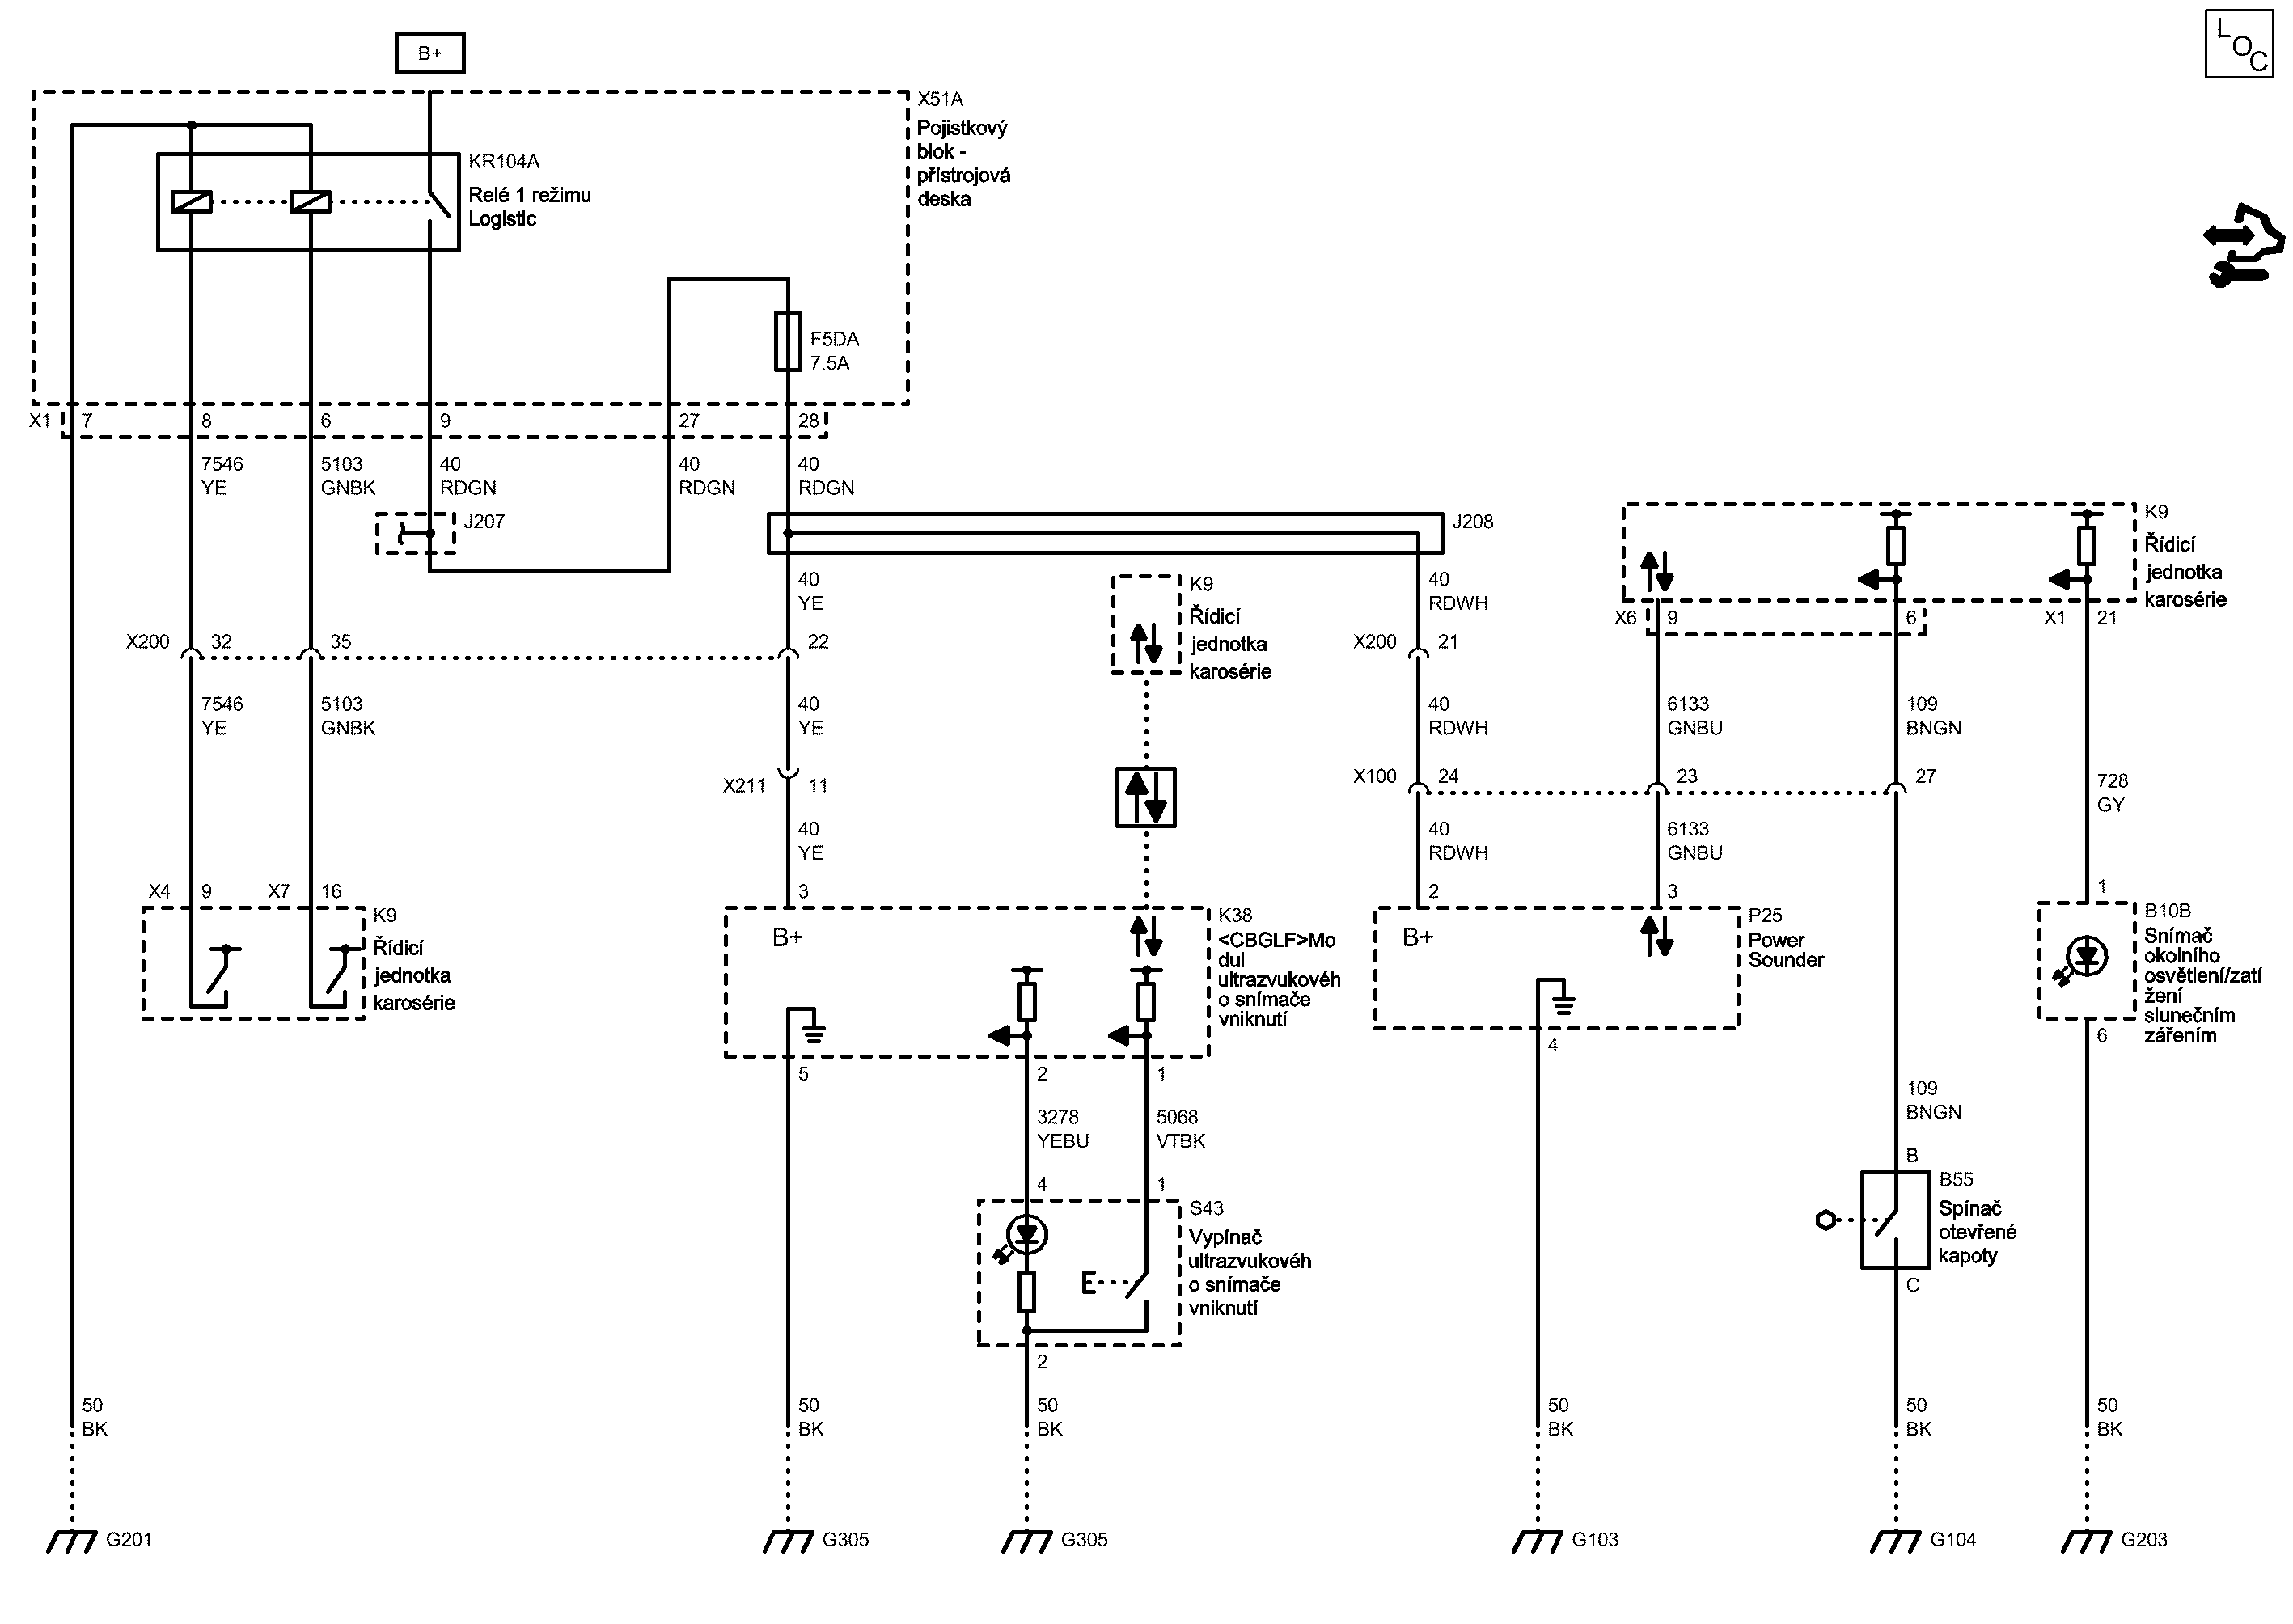 B+
L
O
C
X51A
Pojistkový
blok -
přístrojová
deska
KR104A
Relé 1 režimu
Logistic
F5DA
7.5A
X1 7 8 6 9 27 28
7546 5103 40 40 40
YE GNBK RDGN RDGN RDGN
J207
J208
K9
Řídicí
jednotka
karosérie
X6 9 6 X1 21
40 40
YE RDWH
K9
Řídicí
jednotka
karosérie
X200 32 35 22 X200 21
7546 5103 40 40 6133 109
YE GNBK YE RDWH GNBU BNGN
X211 11 X100 24 23 27
728
GY
40 40 6133
YE RDWH GNBU
X4 9 X7 16 3 2 3 1
K9
Řídicí
jednotka
karosérie
B+
K38
<CBGLF>Mo
dul
ultrazvukovéh
o snímače
vniknutí
B+
P25
Power
Sounder
B10B
Snímač
okolního
osvětlení/zatí
žení
slunečním
zářením
5 2 1 4 6
3278 5068 109
YEBU VTBK BNGN
4 1 B
S43
Vypínač
ultrazvukovéh
o snímače
vniknutí
B55
Spínač
otevřené
kapoty
2 C
50 50 50 50 50 50
BK BK BK BK BK BK
G201 G305 G305 G103 G104 G203